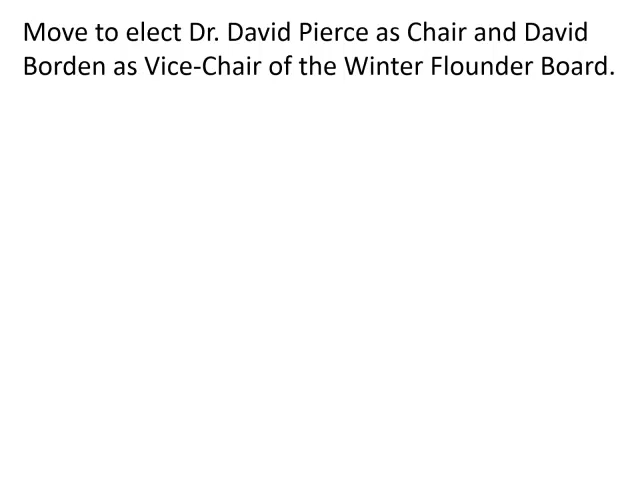 Move to elect Dr. David Pierce as Chair and David
Borden as Vice-Chair of the Winter Flounder Board.